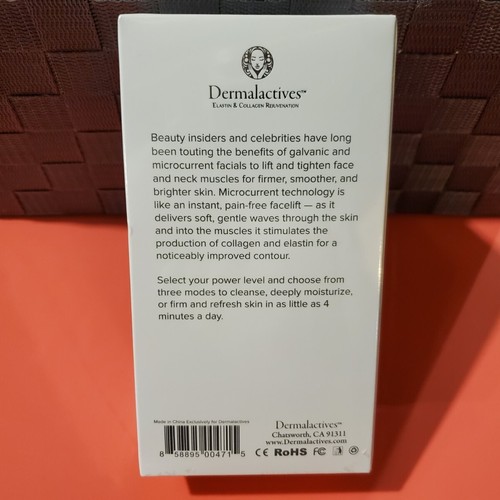 Dermalactives™
Elastin & Collagen Rejuvenation
Beauty insiders and celebrities have long
been touting the benefits of galvanic and
microcurrent facials to lift and tighten face
and neck muscles for firmer, smoother, and
brighter skin. Microcurrent technology is
like an instant, pain-free facelift — as it
delivers soft, gentle waves through the skin
and into the muscles it stimulates the
production of collagen and elastin for a
noticeably improved contour.
Select your power level and choose from
three modes to cleanse, deeply moisturize,
or firm and refresh skin in as little as 4
minutes a day.
Made in China Exclusively for Dermalactives
8 58895 00471 5
Dermalactives™
Chatsworth, CA 91311
www.Dermalactives.com
CE RoHS FC